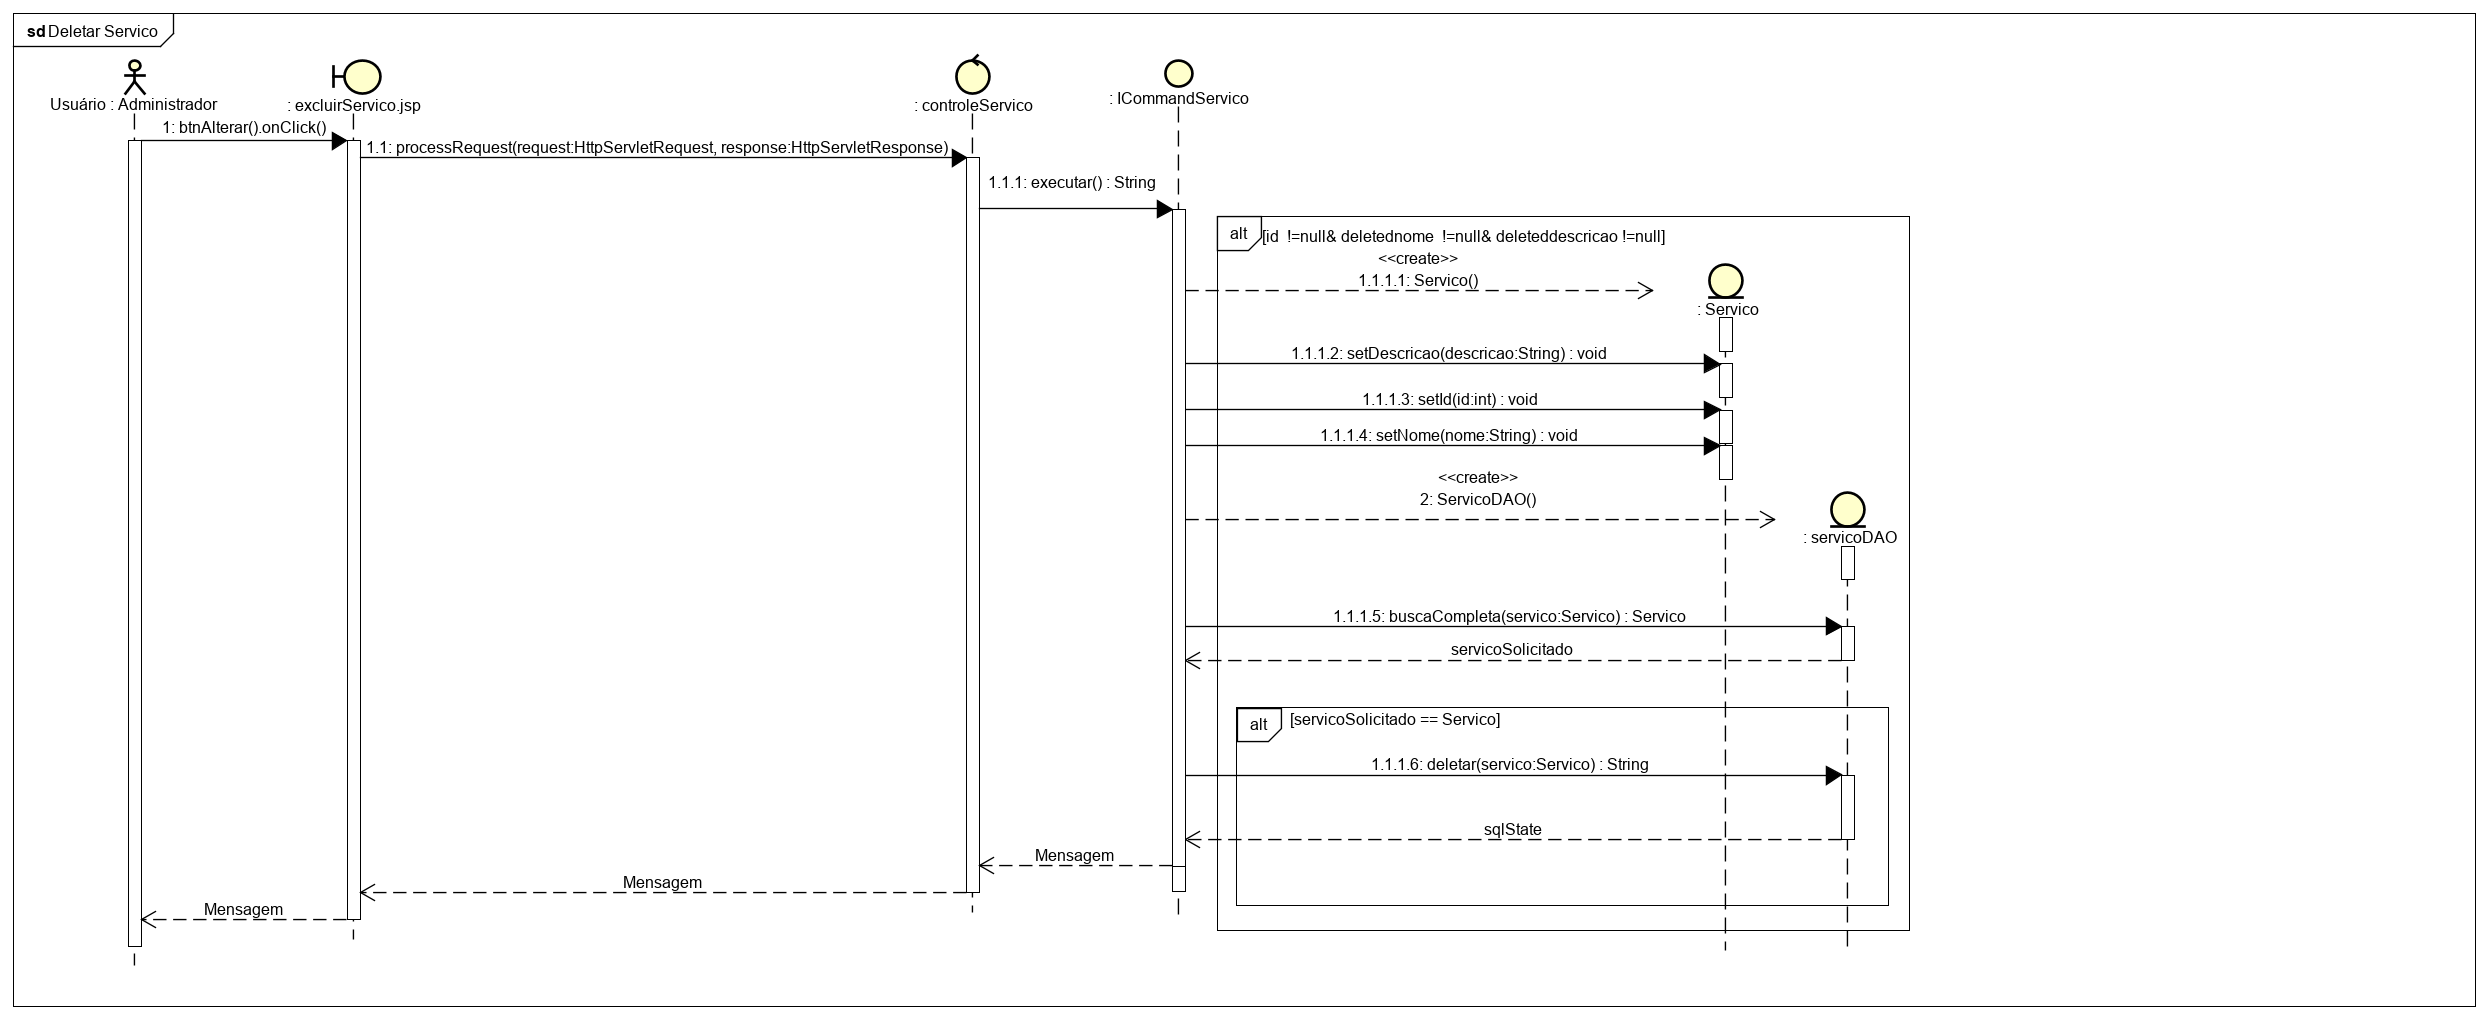 sd Deletar Servico
Usuário : Administrador
: excluirServico.jsp
: controleServico
: ICommandServico
1: btnAlterar().onClick()
1.1: processRequest(request:HttpServletRequest, response:HttpServletResponse)
1.1.1: executar() : String
alt
[id  !=null& deletednome  !=null& deleteddescricao !=null]
<<create>>
1.1.1.1: Servico()
: Servico
1.1.1.2: setDescricao(descricao:String) : void
1.1.1.3: setId(id:int) : void
1.1.1.4: setNome(nome:String) : void
<<create>>
2: ServicoDAO()
: servicoDAO
1.1.1.5: buscaCompleta(servico:Servico) : Servico
servicoSolicitado
alt
[servicoSolicitado == Servico]
1.1.1.6: deletar(servico:Servico) : String
sqlState
Mensagem
Mensagem
Mensagem